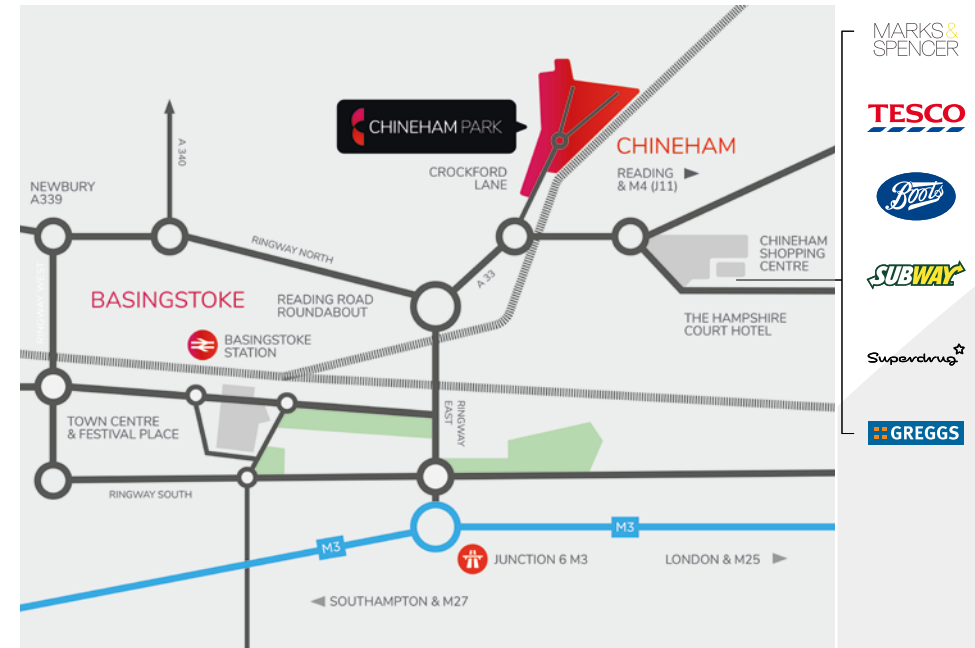 MARKS&
SPENCER
TESCO
Boots
SUBWAY
Superdrug
GREGGS
CHINEHAM PARK
CHINEHAM
CROCKFORD
LANE
READING
& M4 (J11)
A 340
NEWBURY
A339
RINGWAY NORTH
A 33
CHINEHAM
SHOPPING
CENTRE
BASINGSTOKE
READING ROAD
ROUNDABOUT
RINGWAY WEST
THE HAMPSHIRE
COURT HOTEL
BASINGSTOKE
STATION
TOWN CENTRE
& FESTIVAL PLACE
RINGWAY
EAST
RINGWAY SOUTH
M3
M3
JUNCTION 6 M3
LONDON & M25
SOUTHAMPTON & M27